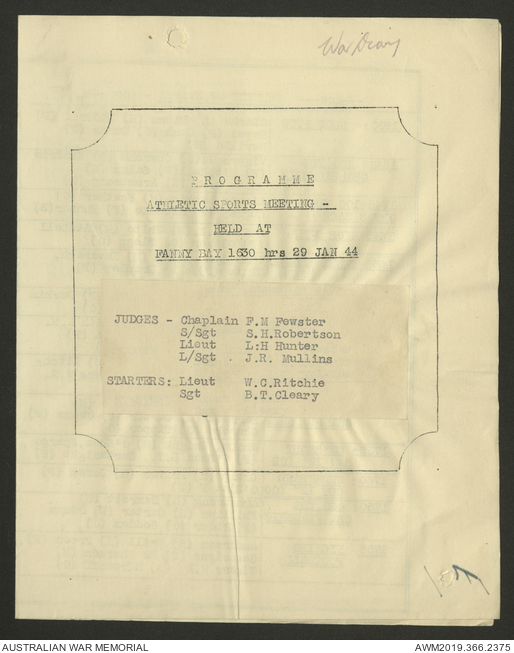 War Diary
PROGRAMME
ATHLETIC SPORTS MEETING -
HELD AT
FANNY BAY 1630 hrs 29 JAN 44
JUDGES - Chaplain F.M Fewster
S/Sgt S.H.Robertson
Lieut L:H Hunter
L/Sgt . J.R. Mullins
STARTERS: Lieut W.C.Ritchie
Sgt B.T.Cleary
AUSTRALIAN WAR MEMORIAL
AWM2019.366.2375